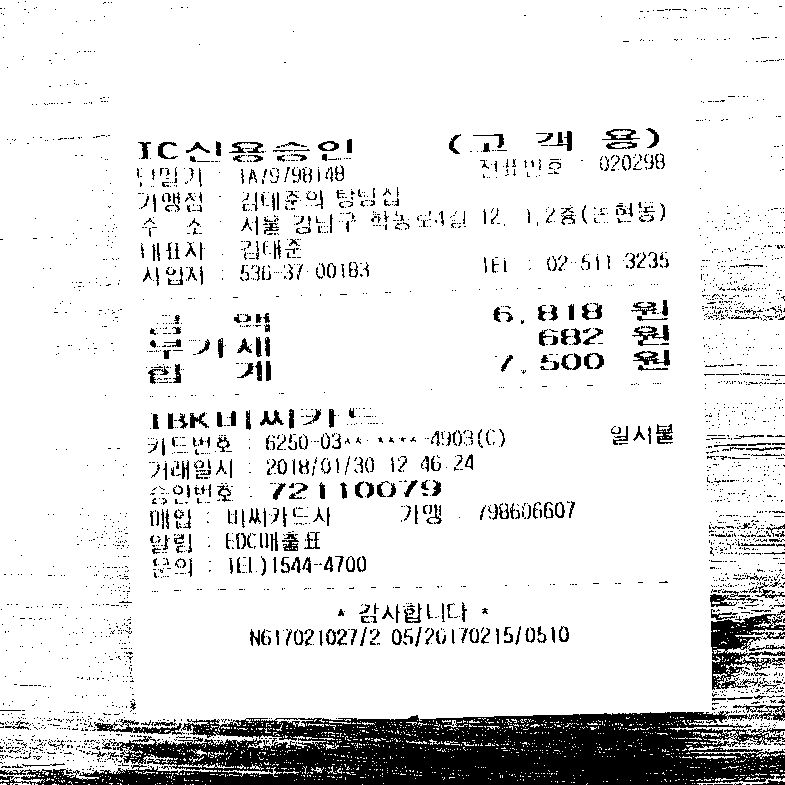 IC신용승인 (고 객 용)
단말기 : 1A79798148 전표번호 : 020298
가맹점 : 김대준의 탕탕집
주 소 : 서울 강남구 학동로4길 12, 1,2층(논현동)
대표자 : 김대준
사업자 : 536-37-00183 TEL : 02-511-3235
금 액 6,818 원
부가세 682 원
합 계 7,500 원
IBK비씨카드
카드번호 : 6250-03**-****-4903(C) 일시불
거래일시 : 2018/01/30 12:46:24
승인번호 : 72110079
매입 : 비씨카드사 가맹 : 798606607
알림 : EDC매출표
문의 : TEL)1544-4700
* 감사합니다 *
N617021027/2.05/20170215/0510